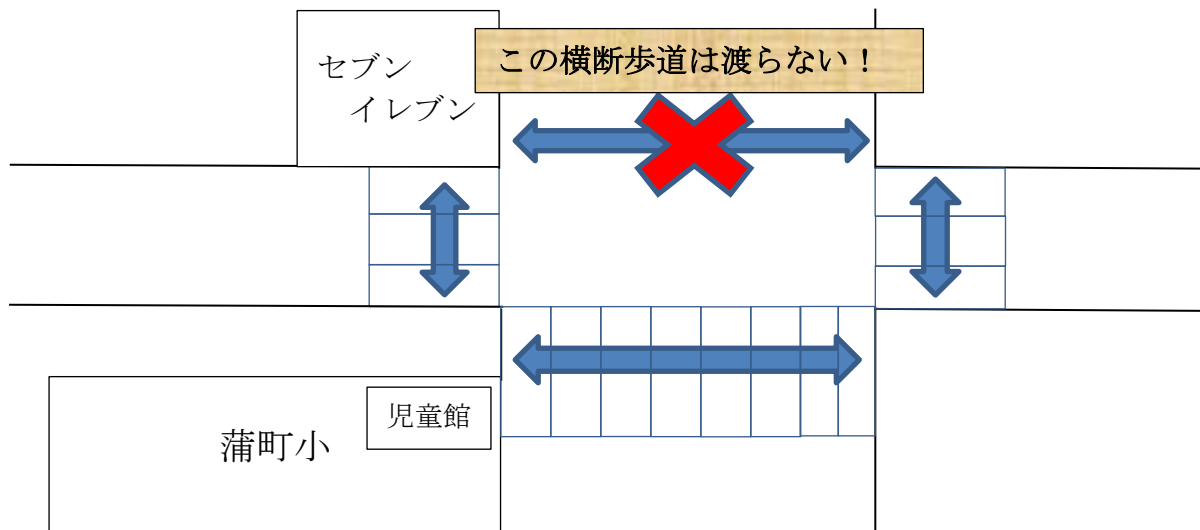 この横断歩道は渡らない！
セブン
イレブン
児童館
蒲町小